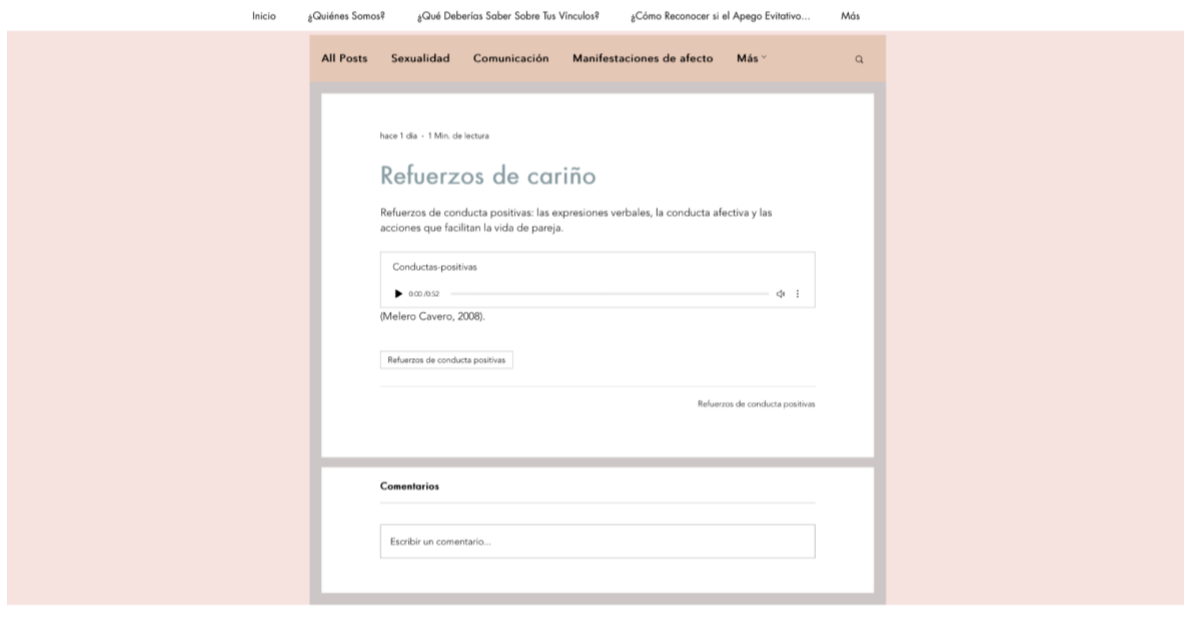 Inicio ¿Quiénes Somos? ¿Qué Deberías Saber Sobre Tus Vínculos? ¿Cómo Reconocer si el Apego Evitativo... Más
All Posts Sexualidad Comunicación Manifestaciones de afecto Más
hace 1 día · 1 Min. de lectura
Refuerzos de cariño
Refuerzos de conducta positivas: las expresiones verbales, la conducta afectiva y las
acciones que facilitan la vida de pareja.
Conductas-positivas
0:00 /0:52
(Melero Cavero, 2008).
Refuerzos de conducta positivas
Refuerzos de conducta positivas
Comentarios
Escribir un comentario...